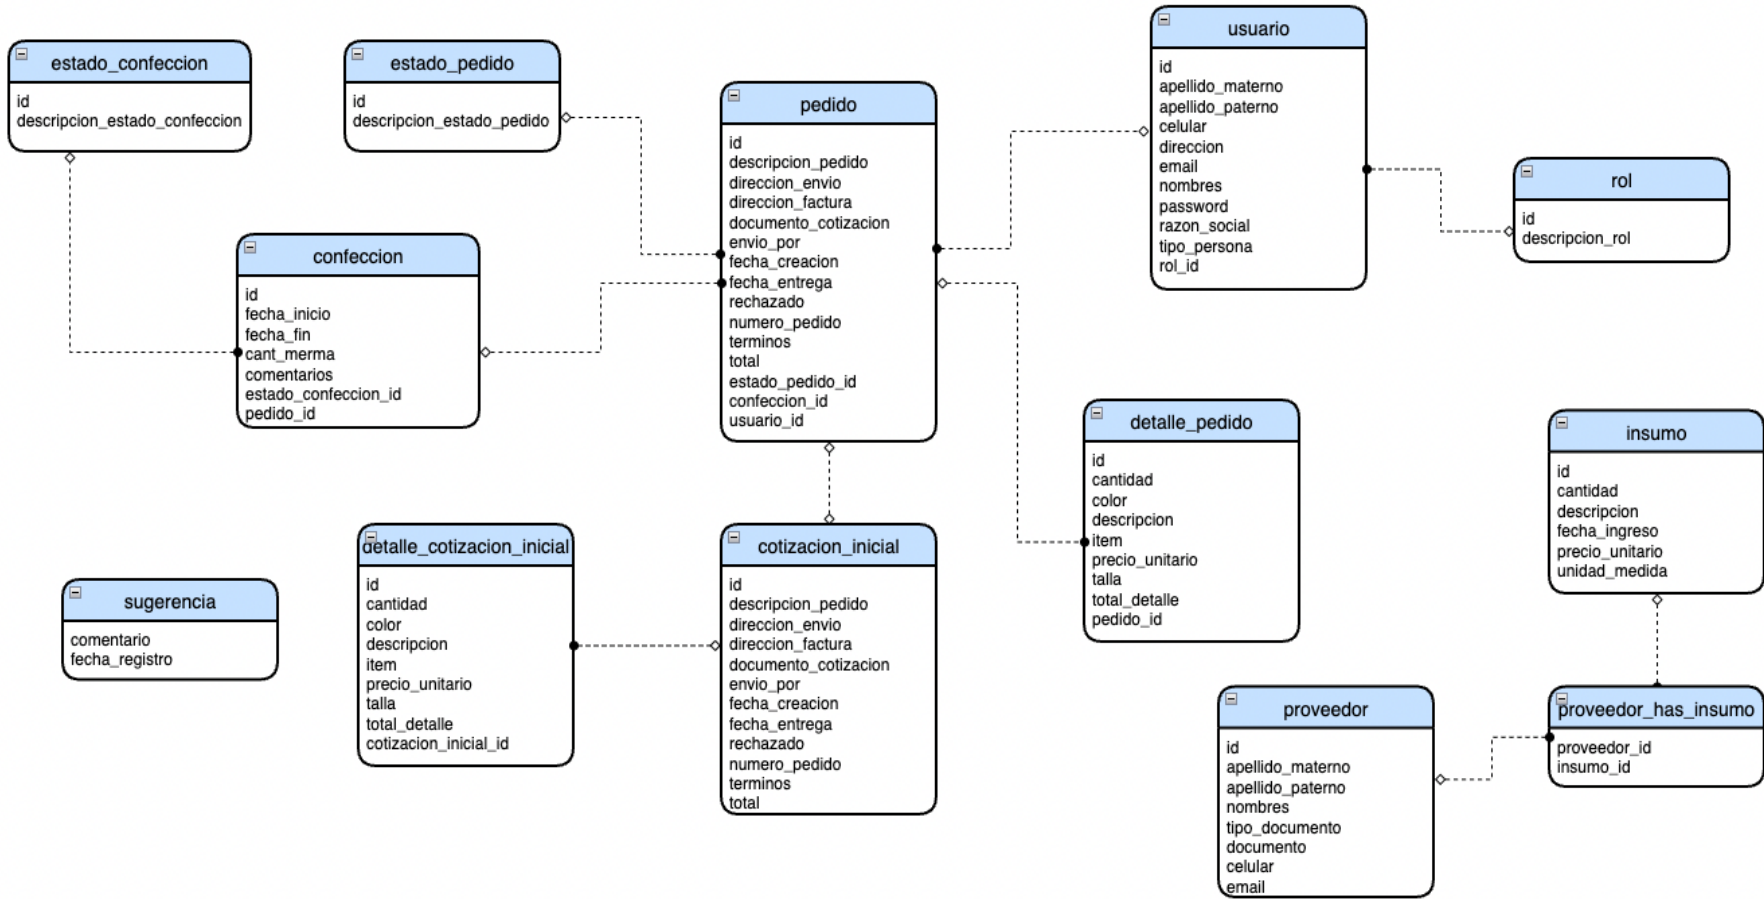 estado_confeccion
id
descripcion_estado_confeccion
estado_pedido
id
descripcion_estado_pedido
pedido
id
descripcion_pedido
direccion_envio
direccion_factura
documento_cotizacion
envio_por
fecha_creacion
fecha_entrega
rechazado
numero_pedido
terminos
total
estado_pedido_id
confeccion_id
usuario_id
usuario
id
apellido_materno
apellido_paterno
celular
direccion
email
nombres
password
razon_social
tipo_persona
rol_id
rol
id
descripcion_rol
confeccion
id
fecha_inicio
fecha_fin
cant_merma
comentarios
estado_confeccion_id
pedido_id
detalle_pedido
id
cantidad
color
descripcion
item
precio_unitario
talla
total_detalle
pedido_id
insumo
id
cantidad
descripcion
fecha_ingreso
precio_unitario
unidad_medida
sugerencia
comentario
fecha_registro
detalle_cotizacion_inicial
id
cantidad
color
descripcion
item
precio_unitario
talla
total_detalle
cotizacion_inicial_id
cotizacion_inicial
id
descripcion_pedido
direccion_envio
direccion_factura
documento_cotizacion
envio_por
fecha_creacion
fecha_entrega
rechazado
numero_pedido
terminos
total
proveedor
id
apellido_materno
apellido_paterno
nombres
tipo_documento
documento
celular
email
proveedor_has_insumo
proveedor_id
insumo_id